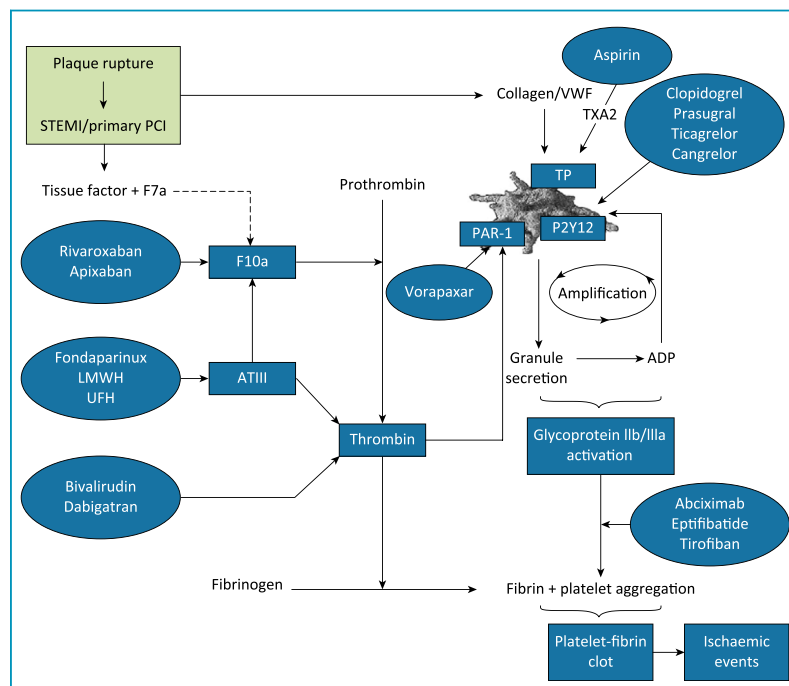 Plaque rupture
STEMI/primary PCI
Aspirin
Collagen/VWF
TXA2
Clopidogrel
Prasugral
Ticagrelor
Cangrelor
TP
Tissue factor + F7a
Prothrombin
PAR-1
P2Y12
Rivaroxaban
Apixaban
F10a
Vorapaxar
Amplification
Fondaparinux
LMWH
UFH
ATIII
Granule
secretion
ADP
Thrombin
Glycoprotein IIb/IIIa
activation
Bivalirudin
Dabigatran
Abciximab
Eptifibatide
Tirofiban
Fibrinogen
Fibrin + platelet aggregation
Platelet-fibrin
clot
Ischaemic
events